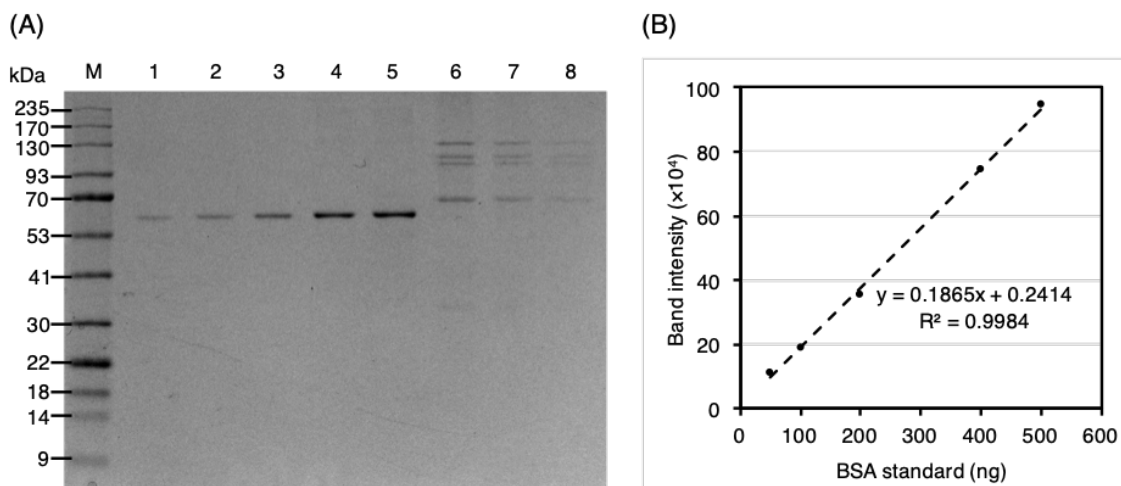 (A)
kDa M 1 2 3 4 5 6 7 8
235
170
130
93
70
53
41
30
22
18
14
9
(B)
100
80
60
40
20
0
Band intensity (×10⁴)
y = 0.1865x + 0.2414
R² = 0.9984
0 100 200 300 400 500 600
BSA standard (ng)